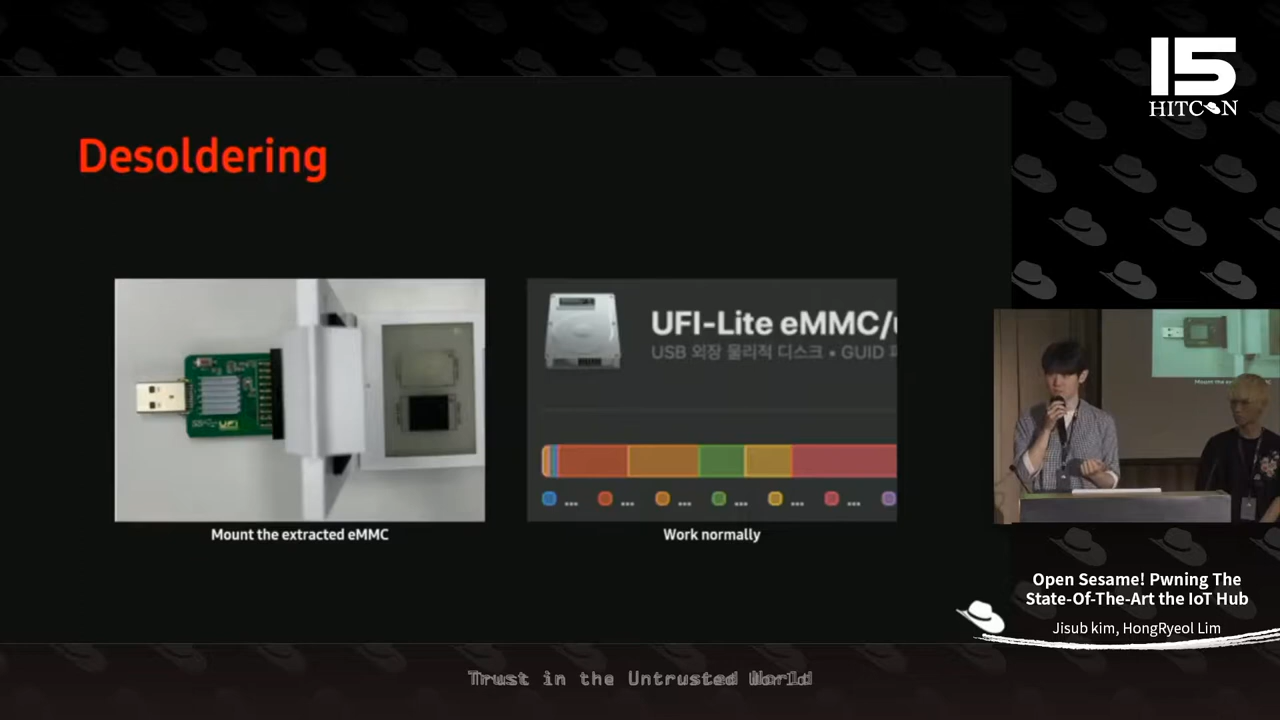 15
HITCON
Desoldering
UFI
UFI-Lite eMMC/
USB 외장 물리적 디스크 • GUID
... ... ... ... ... ...
Mount the extracted eMMC
Work normally
Open Sesame! Pwning The
State-Of-The-Art the IoT Hub
Jisub kim, HongRyeol Lim
Trust in the Untrusted World